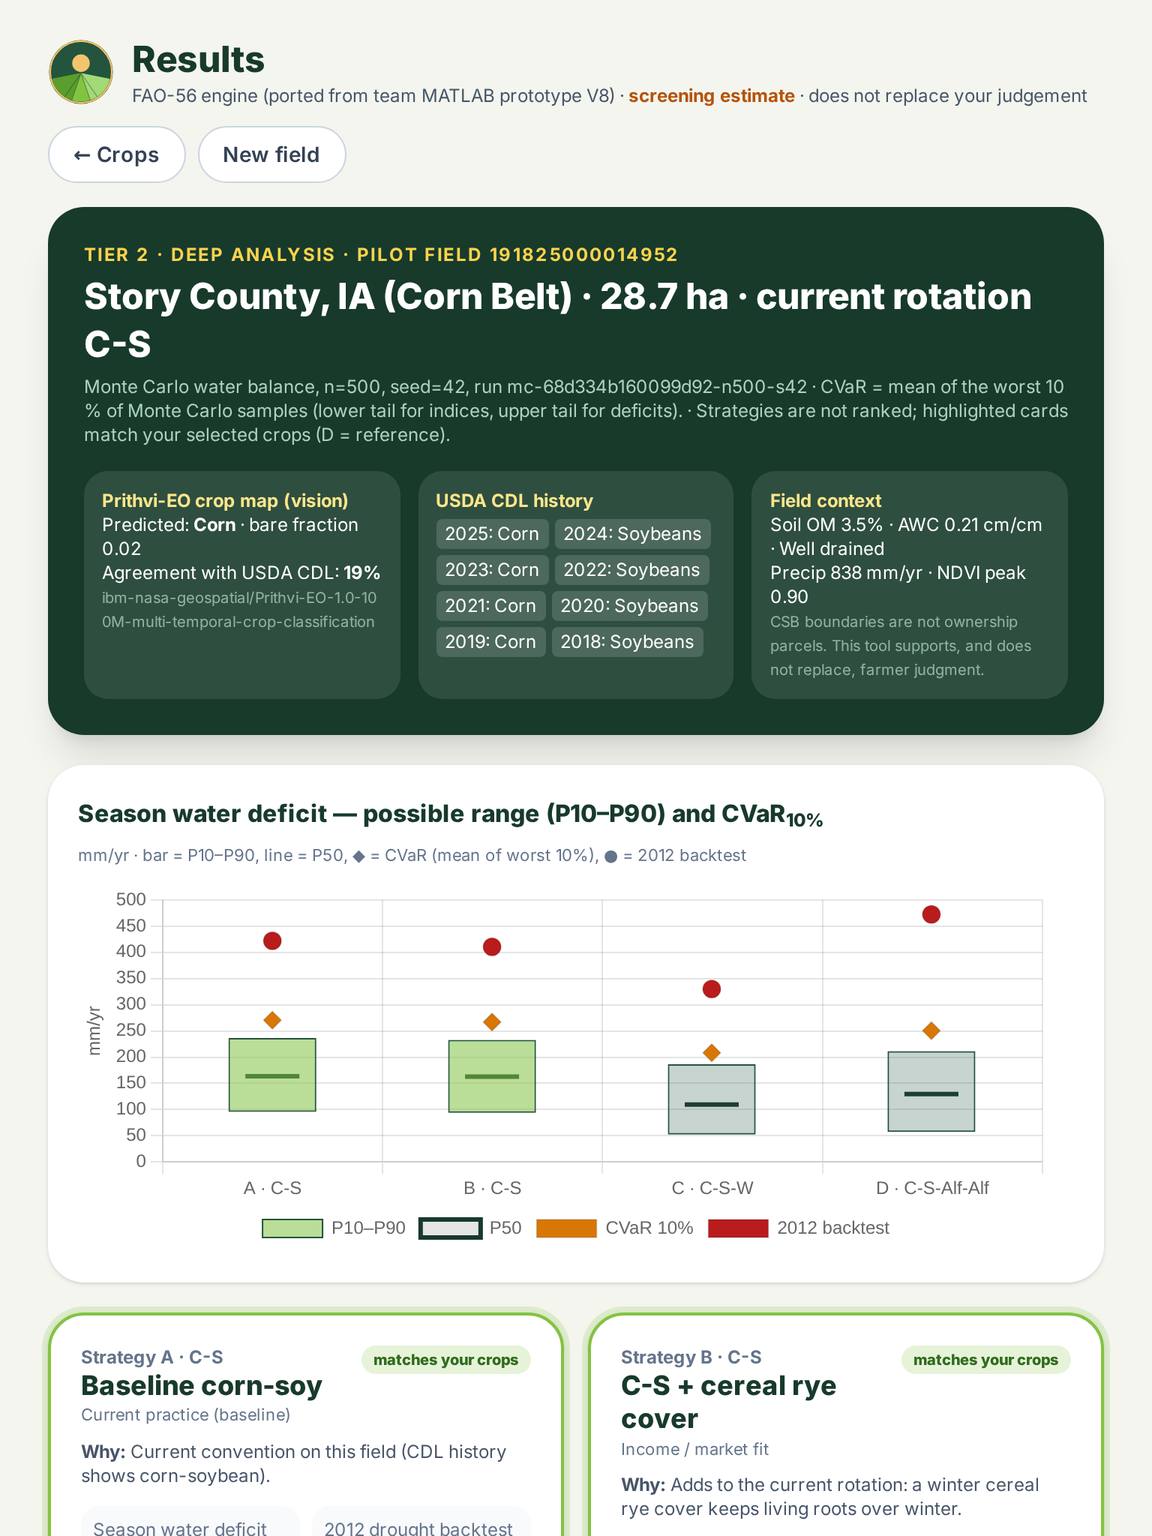 Results
FAO-56 engine (ported from team MATLAB prototype V8) · screening estimate · does not replace your judgement
← Crops
New field
TIER 2 · DEEP ANALYSIS · PILOT FIELD 191825000014952
Story County, IA (Corn Belt) · 28.7 ha · current rotation
C-S
Monte Carlo water balance, n=500, seed=42, run mc-68d334b160099d92-n500-s42 · CVaR = mean of the worst 10
% of Monte Carlo samples (lower tail for indices, upper tail for deficits). · Strategies are not ranked; highlighted cards
match your selected crops (D = reference).
Prithvi-EO crop map (vision)
Predicted: Corn · bare fraction
0.02
Agreement with USDA CDL: 19%
ibm-nasa-geospatial/Prithvi-EO-1.0-10
0M-multi-temporal-crop-classification
USDA CDL history
2025: Corn 2024: Soybeans
2023: Corn 2022: Soybeans
2021: Corn 2020: Soybeans
2019: Corn 2018: Soybeans
Field context
Soil OM 3.5% · AWC 0.21 cm/cm
· Well drained
Precip 838 mm/yr · NDVI peak
0.90
CSB boundaries are not ownership
parcels. This tool supports, and does
not replace, farmer judgment.
Season water deficit — possible range (P10–P90) and CVaR10%
mm/yr · bar = P10–P90, line = P50, ◆ = CVaR (mean of worst 10%), ● = 2012 backtest
500
450
400
350
300
250
200
150
100
50
0
mm/yr
A · C-S
B · C-S
C · C-S-W
D · C-S-Alf-Alf
P10–P90
P50
CVaR 10%
2012 backtest
Strategy A · C-S
matches your crops
Baseline corn-soy
Current practice (baseline)
Why: Current convention on this field (CDL history
shows corn-soybean).
Season water deficit
2012 drought backtest
Strategy B · C-S
matches your crops
C-S + cereal rye
cover
Income / market fit
Why: Adds to the current rotation: a winter cereal
rye cover keeps living roots over winter.